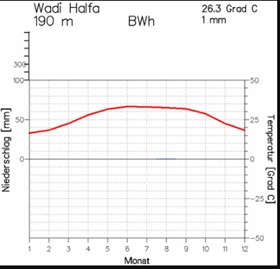 Wadi Halfa
26.3 Grad C
190 m
BWh
1 mm
300
100
50
50
25
0
0
-25
-50
Niederschlag [mm]
Temperatur [Grad C]
1 2 3 4 5 6 7 8 9 10 11 12
Monat